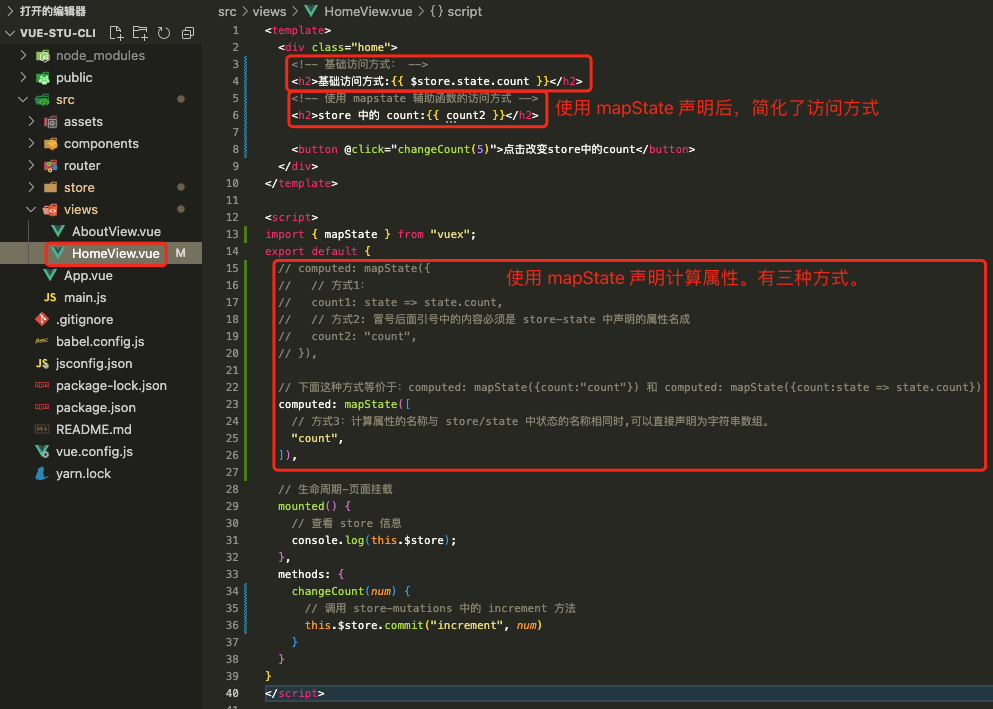 打开的编辑器
VUE-STU-CLI
node_modules
public
src
assets
components
router
store
views
AboutView.vue
HomeView.vue M
App.vue
JS main.js
.gitignore
babel.config.js
JS jsconfig.json
package-lock.json
package.json
README.md
vue.config.js
yarn.lock
src > views > HomeView.vue > {} script
1 <template>
2 <div class="home">
3 <!-- 基础访问方式： -->
4 <h2>基础访问方式:{{ $store.state.count }}</h2>
5 <!-- 使用 mapstate 辅助函数的访问方式 -->
6 <h2>store 中的 count:{{ count2 }}</h2>
使用 mapState 声明后，简化了访问方式
7
8 <button @click="changeCount(5)">点击改变store中的count</button>
9 </div>
10 </template>
11
12 <script>
13 import { mapState } from "vuex";
14 export default {
15 // computed: mapState({
使用 mapState 声明计算属性。有三种方式。
16 // // 方式1：
17 // count1: state => state.count,
18 // // 方式2: 冒号后面引号中的内容必须是 store-state 中声明的属性名成
19 // count2: "count",
20 // }),
21
22 // 下面这种方式等价于：computed: mapState({count:"count"}) 和 computed: mapState({count:state => state.count})
23 computed: mapState([
24 // 方式3：计算属性的名称与 store/state 中状态的名称相同时,可以直接声明为字符串数组。
25 "count",
26 ]),
27
28 // 生命周期-页面挂载
29 mounted() {
30 // 查看 store 信息
31 console.log(this.$store);
32 },
33 methods: {
34 changeCount(num) {
35 // 调用 store-mutations 中的 increment 方法
36 this.$store.commit("increment", num)
37 }
38 }
39 }
40 </script>